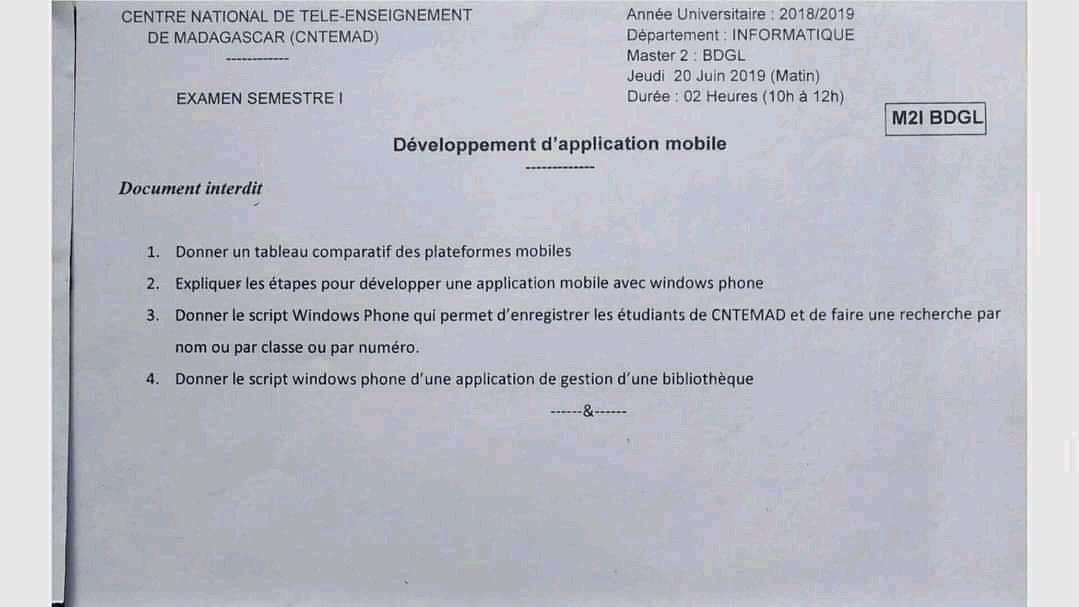 CENTRE NATIONAL DE TELE-ENSEIGNEMENT
DE MADAGASCAR (CNTEMAD)
------------
EXAMEN SEMESTRE I
Année Universitaire : 2018/2019
Département : INFORMATIQUE
Master 2 : BDGL
Jeudi 20 Juin 2019 (Matin)
Durée : 02 Heures (10h à 12h)
M2I BDGL
Développement d'application mobile
-------------
Document interdit
1. Donner un tableau comparatif des plateformes mobiles
2. Expliquer les étapes pour développer une application mobile avec windows phone
3. Donner le script Windows Phone qui permet d'enregistrer les étudiants de CNTEMAD et de faire une recherche par
nom ou par classe ou par numéro.
4. Donner le script windows phone d'une application de gestion d'une bibliothèque
------&------